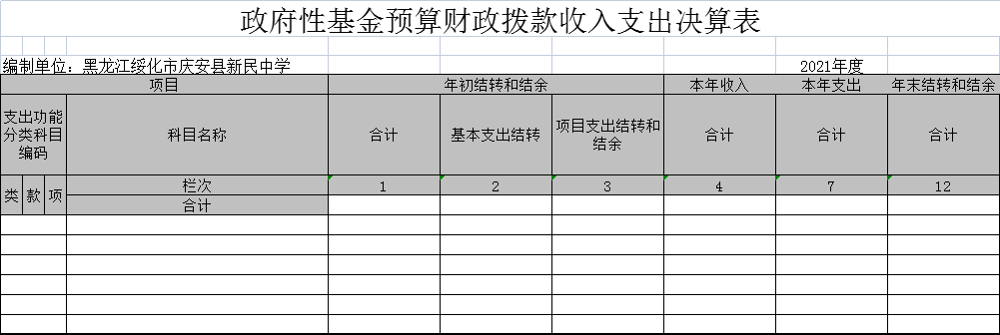 政府性基金预算财政拨款收入支出决算表
编制单位：黑龙江绥化市庆安县新民中学 2021年度
项目 年初结转和结余 本年收入 本年支出 年末结转和结余
支出功能
分类科目
编码
科目名称 合计 基本支出结转
项目支出结转和
结余
合计 合计 合计
类 款 项
栏次 1 2 3 4 7 12
合计